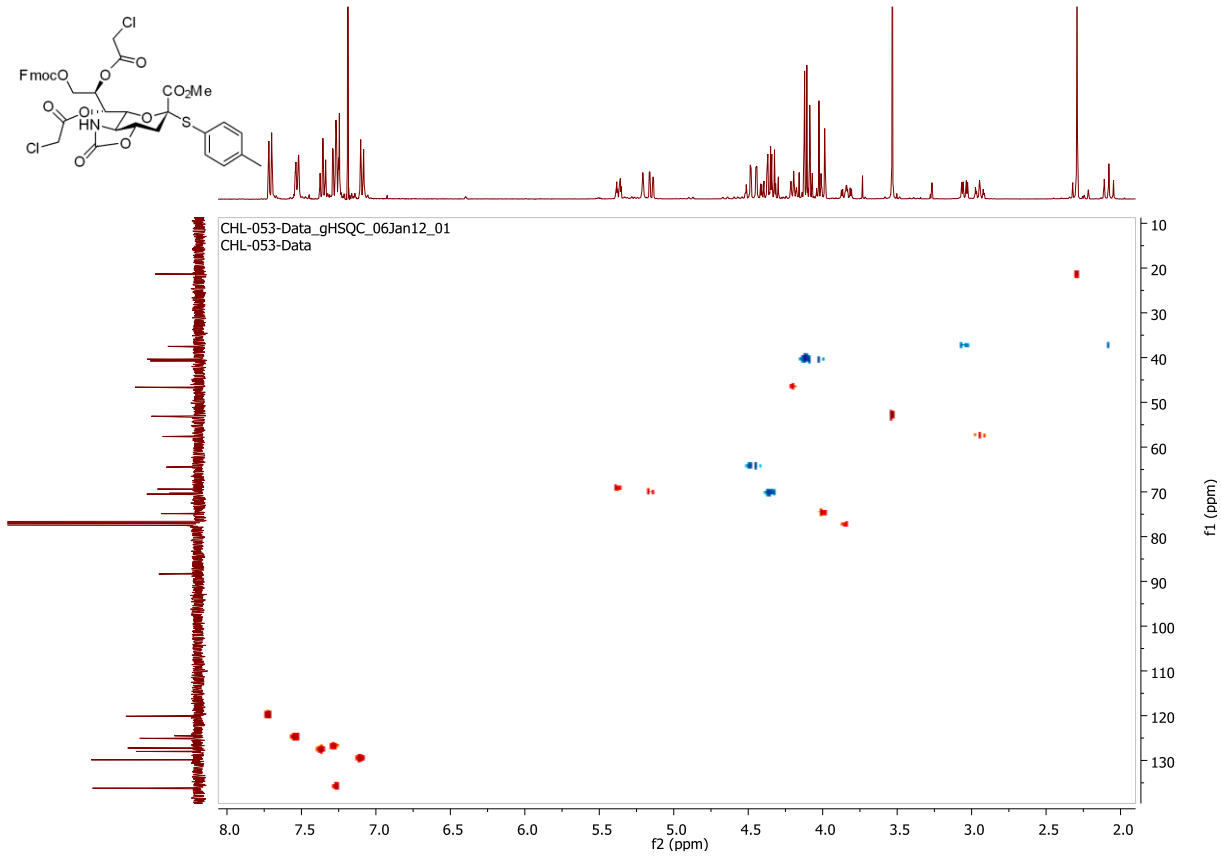 Cl
O
FmocO
O
CO₂Me
O
O
O
HN
S
Cl
O
O
CHL-053-Data_gHSQC_06Jan12_01
CHL-053-Data
10
20
30
40
50
60
70
80
90
100
110
120
130
f1 (ppm)
8.0 7.5 7.0 6.5 6.0 5.5 5.0 4.5 4.0 3.5 3.0 2.5 2.0
f2 (ppm)